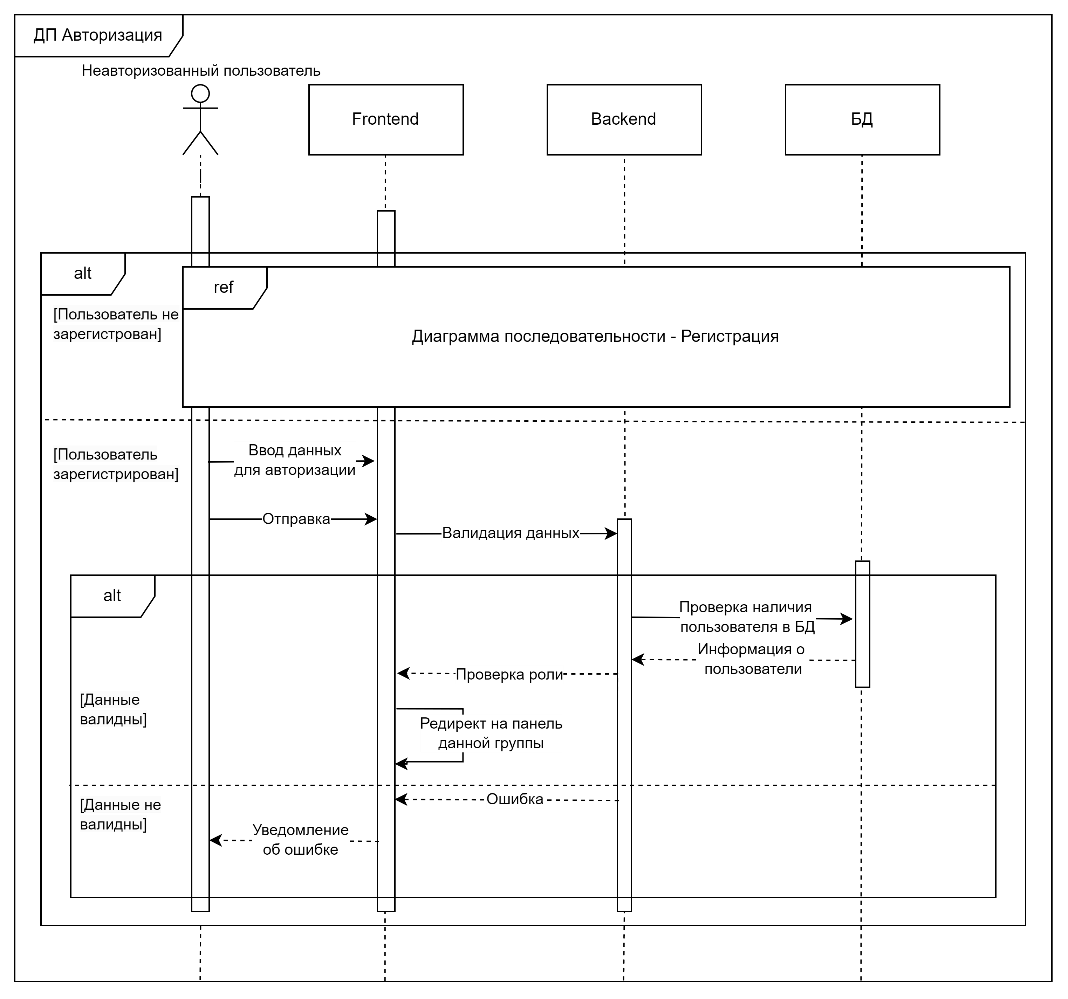 ДП Авторизация
Неавторизованный пользователь
Frontend
Backend
БД
alt
ref
[Пользователь не
зарегистрован]
Диаграмма последовательности - Регистрация
[Пользователь
зарегистрирован]
Ввод данных
для авторизации
Отправка
Валидация данных
alt
Проверка наличия
пользователя в БД
Информация о
пользователи
Проверка роли
[Данные
валидны]
Редирект на панель
данной группы
[Данные не
валидны]
Ошибка
Уведомление
об ошибке